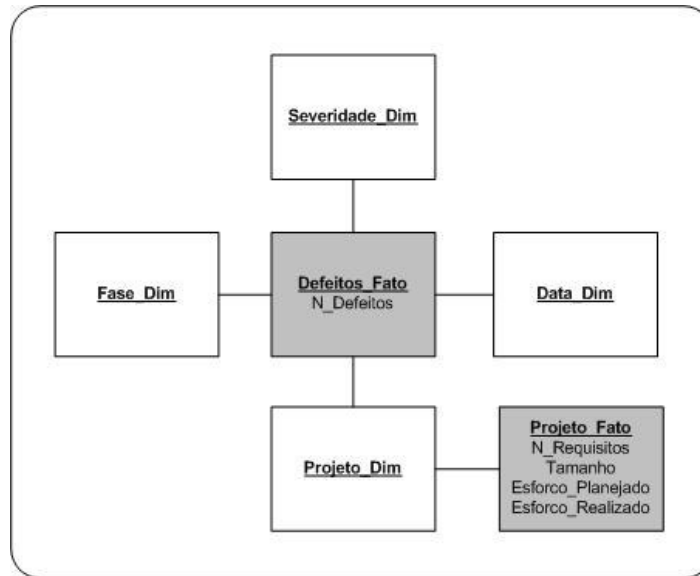 Severidade_Dim
Fase_Dim
Defeitos_Fato
N_Defeitos
Data_Dim
Projeto_Dim
Projeto_Fato
N_Requisitos
Tamanho
Esforco_Planejado
Esforco_Realizado